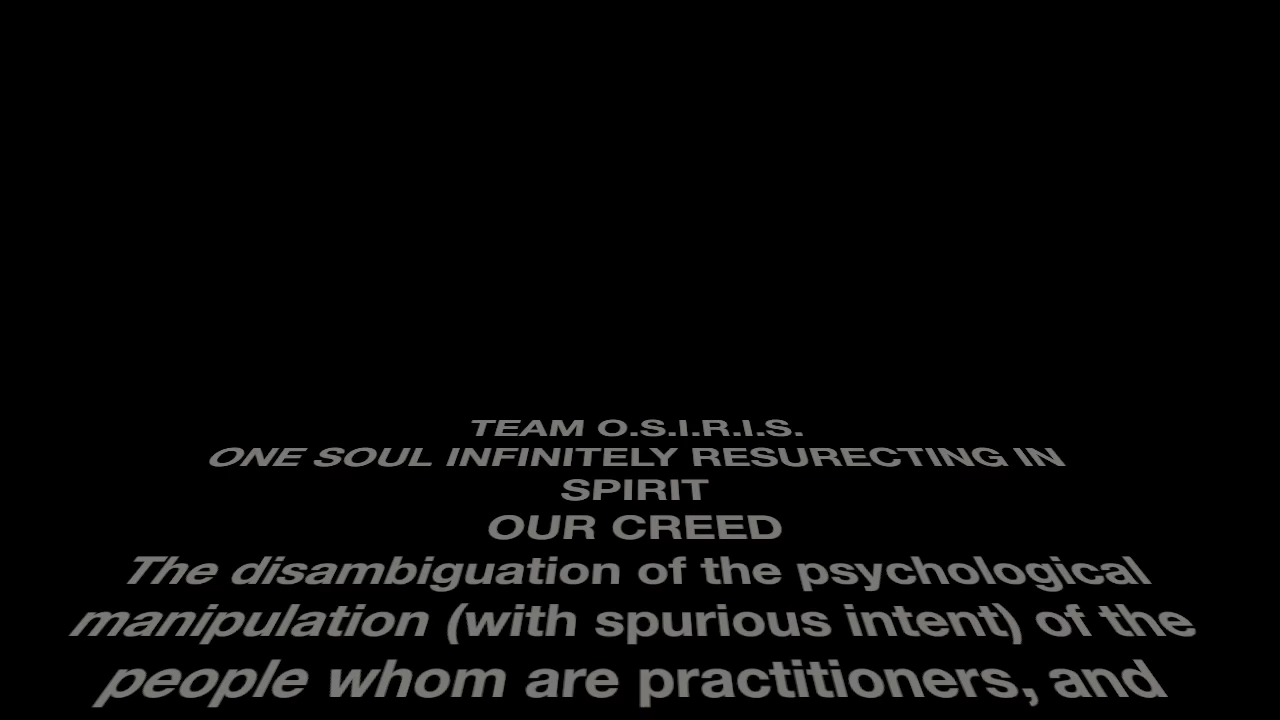 TEAM O.S.I.R.I.S.
ONE SOUL INFINITELY RESURECTING IN
SPIRIT
OUR CREED
The disambiguation of the psychological
manipulation (with spurious intent) of the
people whom are practitioners, and